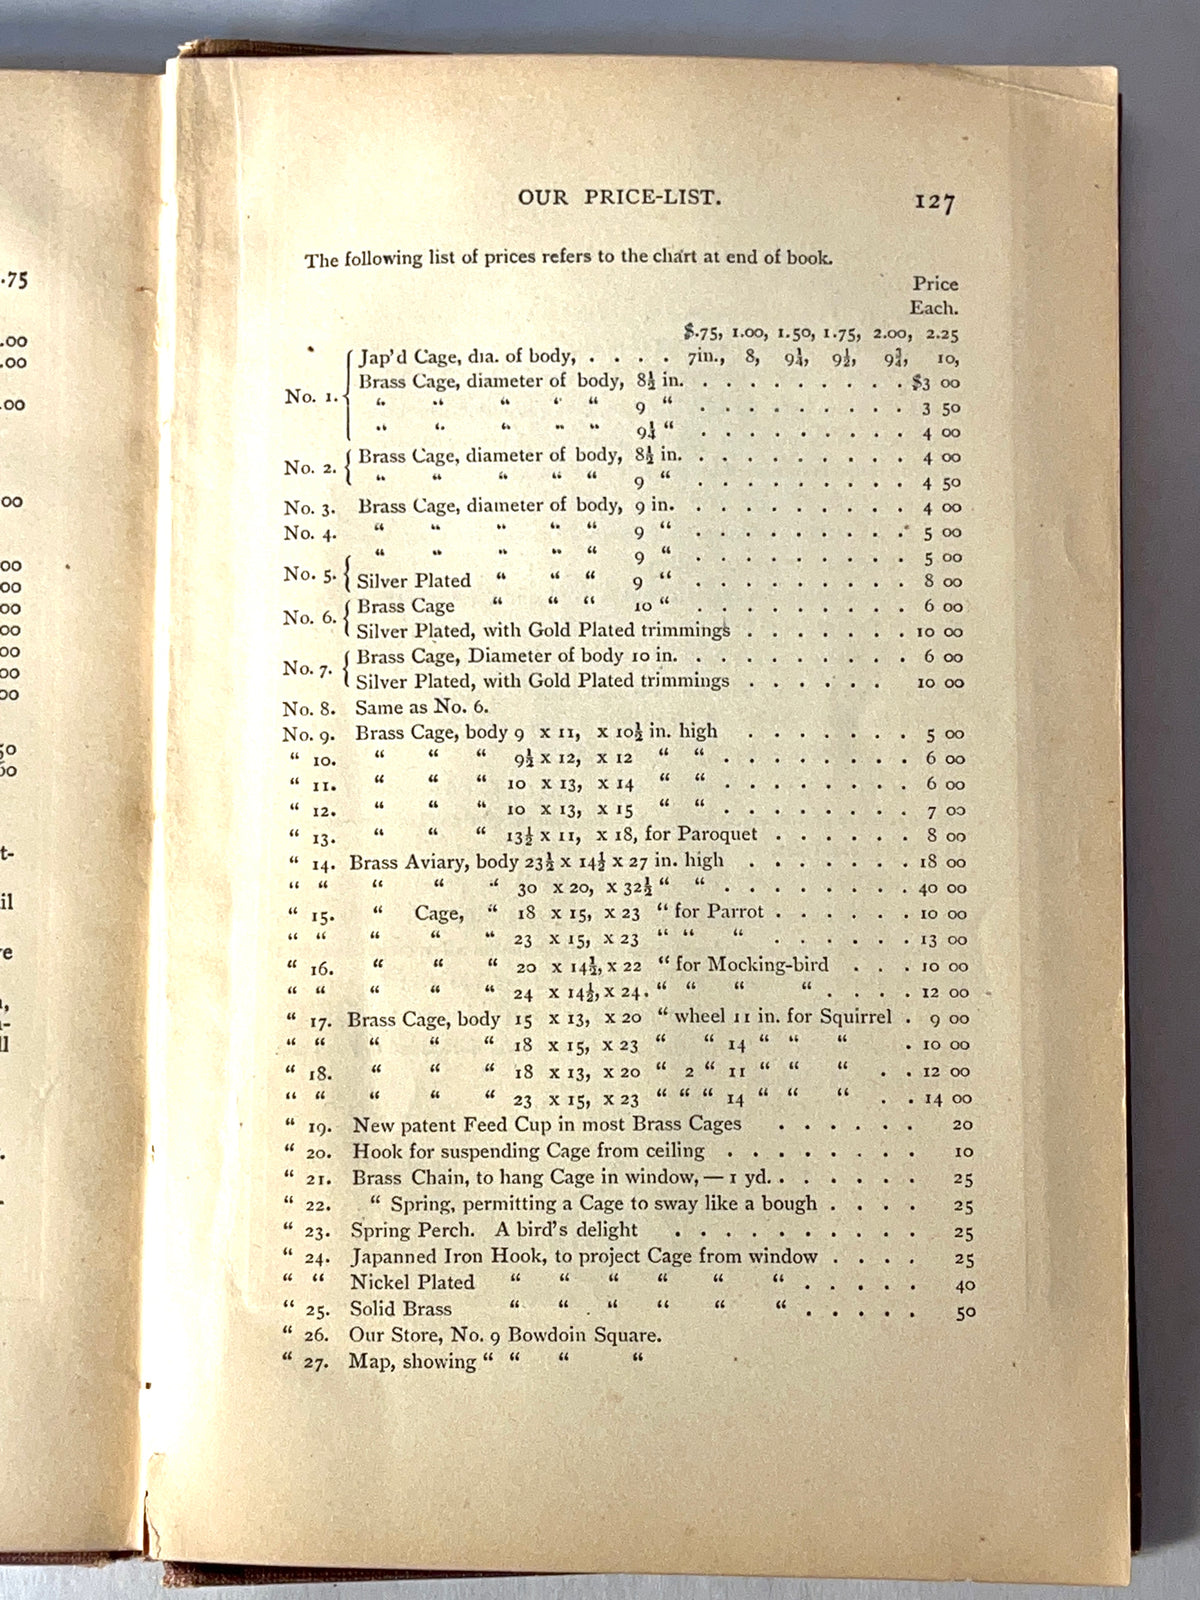 OUR PRICE-LIST. 127
The following list of prices refers to the chart at end of book.
Price
Each.
$.75, 1.00, 1.50, 1.75, 2.00, 2.25
Jap'd Cage, dia. of body, . . . . 7in., 8, 9¼, 9½, 9¾, 10,
Brass Cage, diameter of body, 8½ in. . . . . . . . . . . $3 00
No. 1.
“ “ “ “ “ 9 “ . . . . . . . . . 3 50
“ “ “ “ “ 9¼ “ . . . . . . . . . 4 00
Brass Cage, diameter of body, 8½ in. . . . . . . . . . 4 00
No. 2.
“ “ “ “ “ 9 “ . . . . . . . . . 4 50
No. 3. Brass Cage, diameter of body, 9 in. . . . . . . . . . 4 00
No. 4. “ “ “ “ “ 9 “ . . . . . . . . . 5 00
“ “ “ “ “ 9 “ . . . . . . . . . 5 00
No. 5.
Silver Plated “ “ “ 9 “ . . . . . . . . . 8 00
Brass Cage “ “ “ 10 “ . . . . . . . . 6 00
No. 6.
Silver Plated, with Gold Plated trimmings . . . . . . . 10 00
Brass Cage, Diameter of body 10 in. . . . . . . . . . 6 00
No. 7.
Silver Plated, with Gold Plated trimmings . . . . . . 10 00
No. 8. Same as No. 6.
No. 9. Brass Cage, body 9 x 11, x 10½ in. high . . . . . . . 5 00
“ 10. “ “ “ 9½ x 12, x 12 “ “ . . . . . . . . 6 00
“ 11. “ “ “ 10 x 13, x 14 “ “ . . . . . . . . 6 00
“ 12. “ “ “ 10 x 13, x 15 “ “ . . . . . . . . 7 00
“ 13. “ “ “ 13½ x 11, x 18, for Paroquet . . . . . . 8 00
“ 14. Brass Aviary, body 23½ x 14½ x 27 in. high . . . . . . . 18 00
“ “ “ “ “ 30 x 20, x 32½ “ “ . . . . . . . . 40 00
“ 15. “ Cage, “ 18 x 15, x 23 “ for Parrot . . . . . . 10 00
“ “ “ “ “ 23 x 15, x 23 “ “ “ . . . . . . 13 00
“ 16. “ “ “ 20 x 14½, x 22 “ for Mocking-bird . . . 10 00
“ “ “ “ “ 24 x 14½, x 24. “ “ “ “ . . . . 12 00
“ 17. Brass Cage, body 15 x 13, x 20 “ wheel 11 in. for Squirrel . 9 00
“ “ “ “ “ 18 x 15, x 23 “ “ 14 “ “ “ . 10 00
“ 18. “ “ “ 18 x 13, x 20 “ 2 “ 11 “ “ “ . . 12 00
“ “ “ “ “ 23 x 15, x 23 “ “ “ 14 “ “ “ . . 14 00
“ 19. New patent Feed Cup in most Brass Cages . . . . . . 20
“ 20. Hook for suspending Cage from ceiling . . . . . . . . 10
“ 21. Brass Chain, to hang Cage in window, — 1 yd. . . . . . . 25
“ 22. “ Spring, permitting a Cage to sway like a bough . . . . 25
“ 23. Spring Perch. A bird's delight . . . . . . . . . . 25
“ 24. Japanned Iron Hook, to project Cage from window . . . . 25
“ “ Nickel Plated “ “ “ “ “ “ . . . . . 40
“ 25. Solid Brass “ “ “ “ “ “ . . . . . 50
“ 26. Our Store, No. 9 Bowdoin Square.
“ 27. Map, showing “ “ “ “